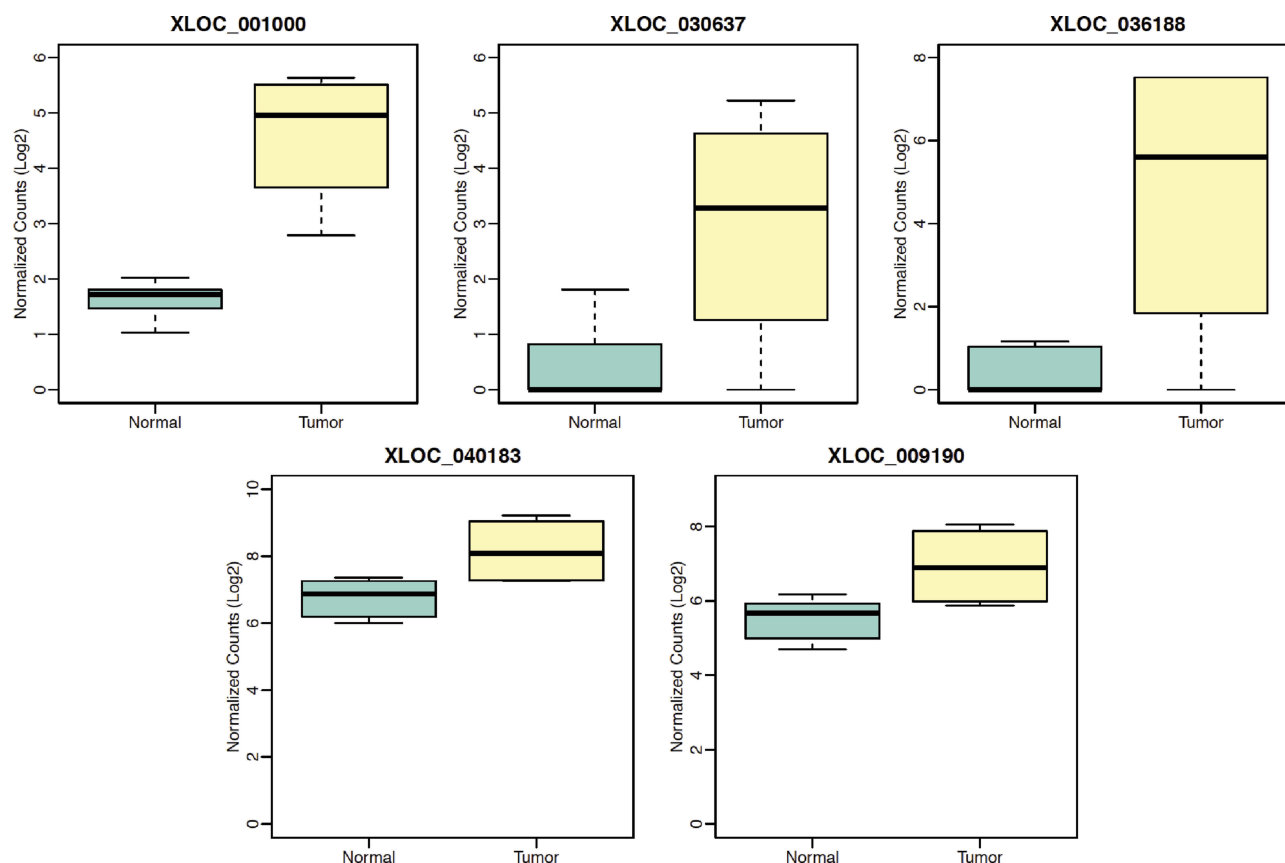 XLOC_001000
XLOC_030637
XLOC_036188
Normalized Counts (Log2)
6
5
4
3
2
1
0
Normal
Tumor
Normalized Counts (Log2)
6
5
4
3
2
1
0
Normal
Tumor
Normalized Counts (Log2)
8
6
4
2
0
Normal
Tumor
XLOC_040183
XLOC_009190
Normalized Counts (Log2)
10
8
6
4
2
0
Normal
Tumor
Normalized Counts (Log2)
8
6
4
2
0
Normal
Tumor